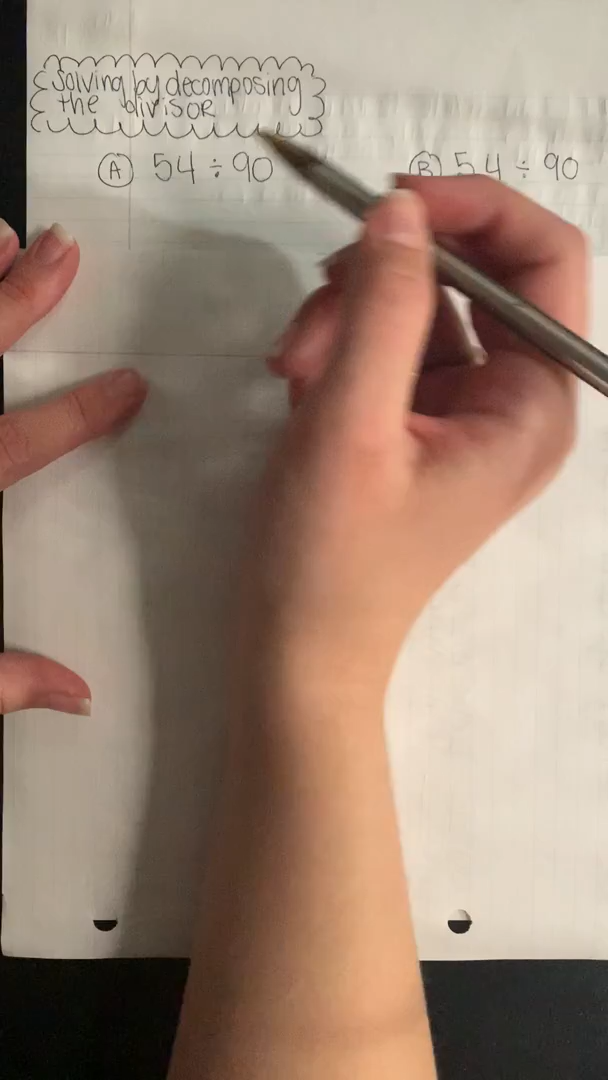 Solving by decomposing
the divisor
A 54 ÷ 90
B 54 ÷ 90